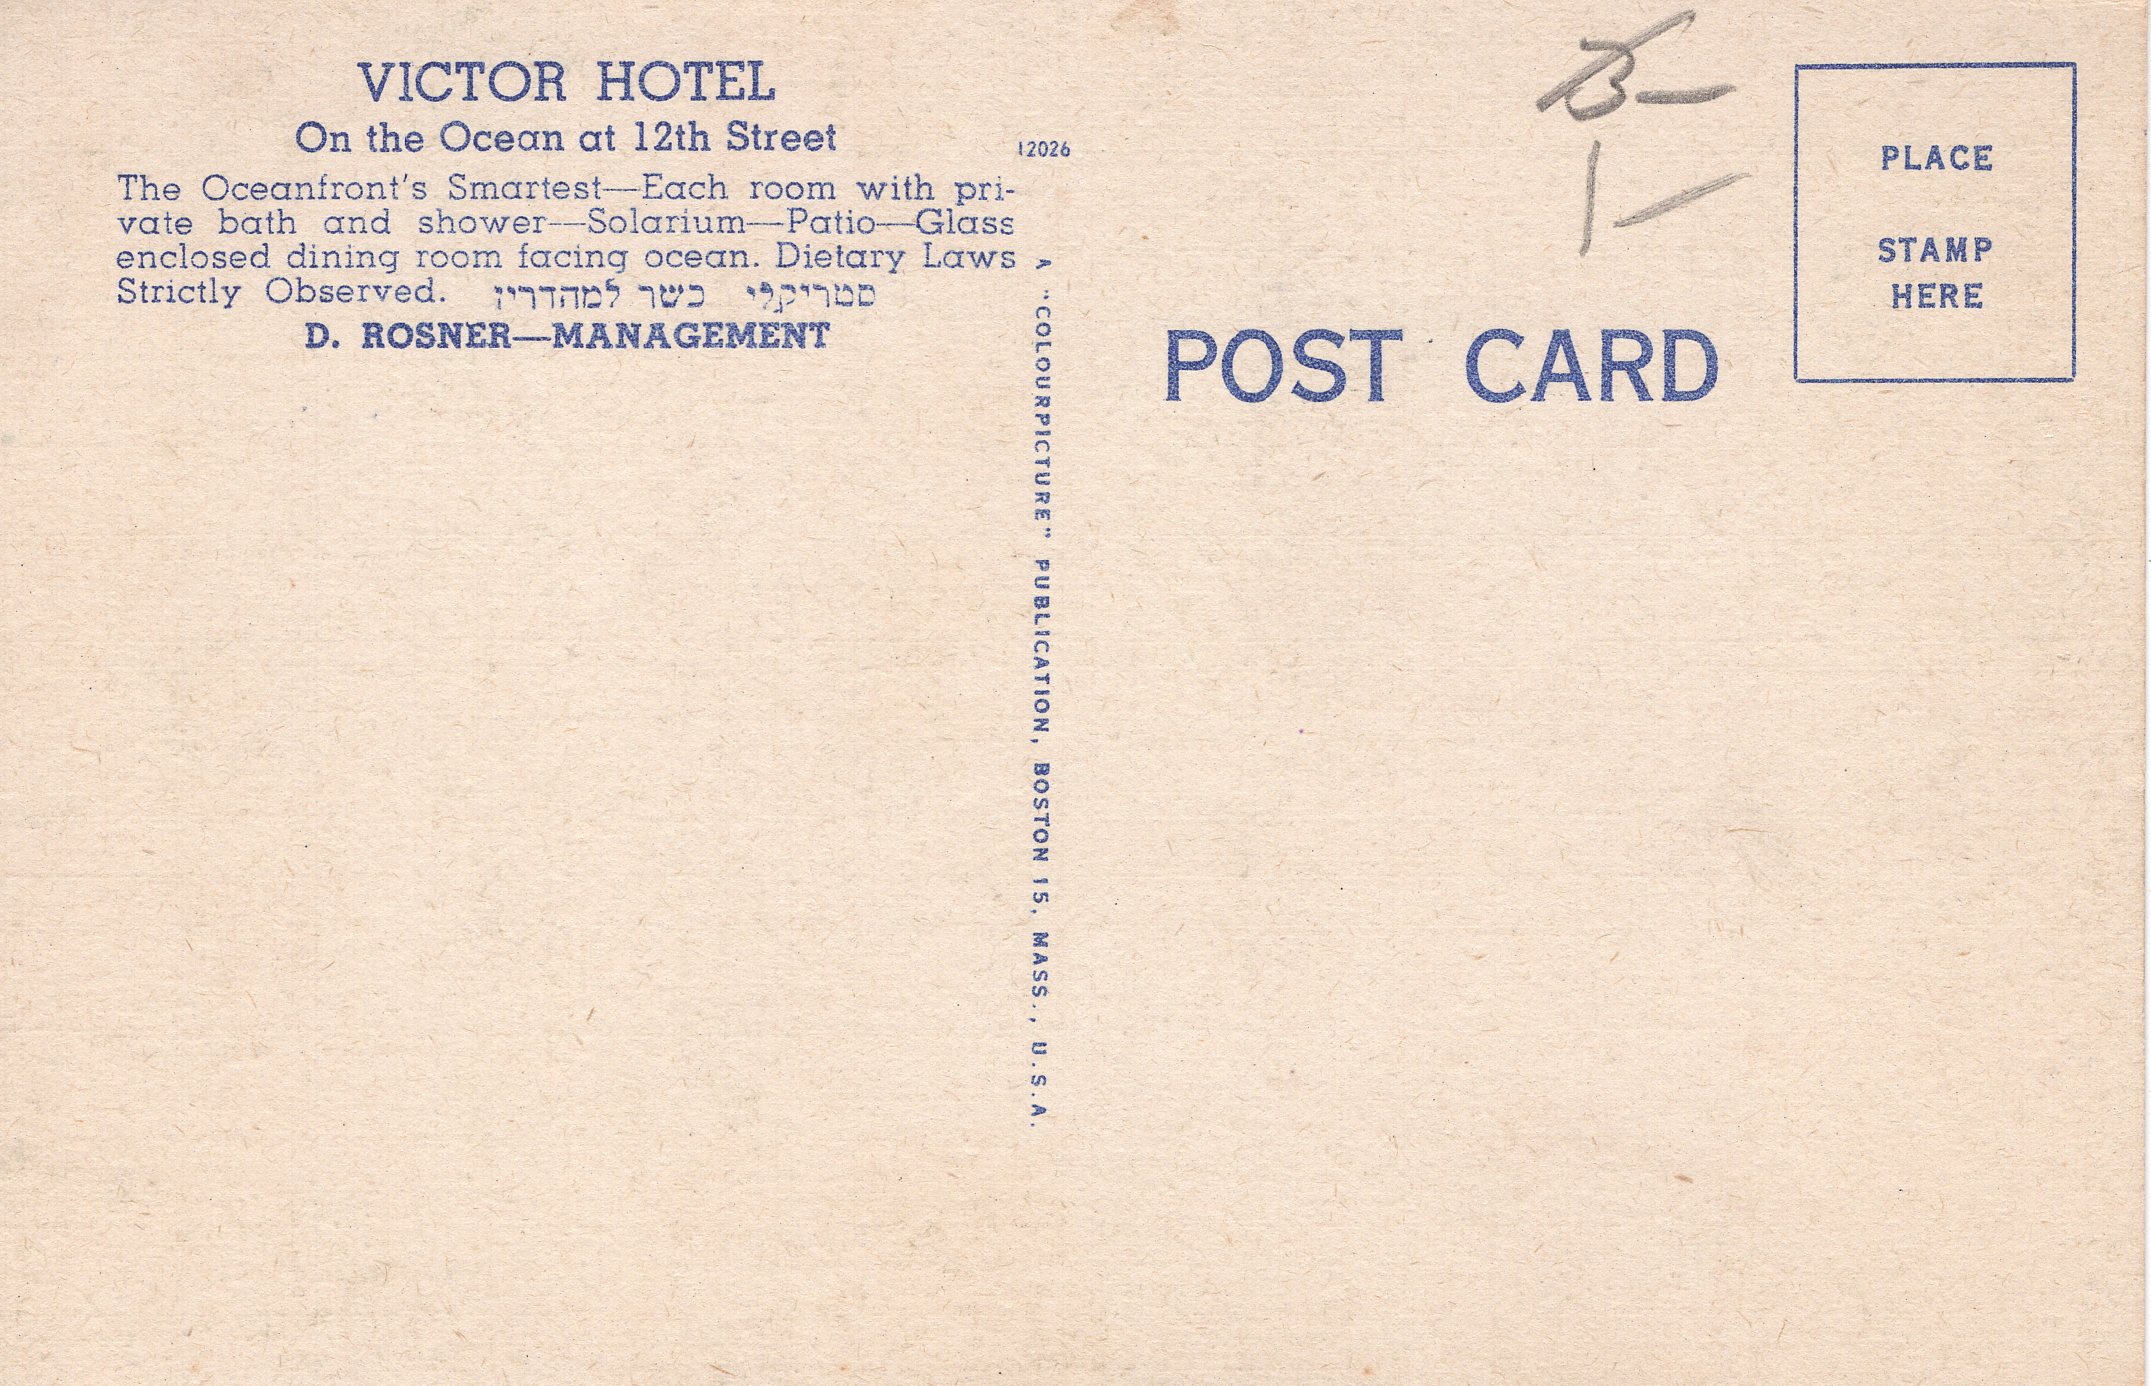 VICTOR HOTEL
On the Ocean at 12th Street
The Oceanfront's Smartest—Each room with pri-
vate bath and shower—Solarium—Patio—Glass
enclosed dining room facing ocean. Dietary Laws
Strictly Observed. סטריקלי כשר למהדרין
D. ROSNER—MANAGEMENT
12026
A "COLOURPICTURE" PUBLICATION, BOSTON 15, MASS., U.S.A.
B-
1-
POST CARD
PLACE
STAMP
HERE